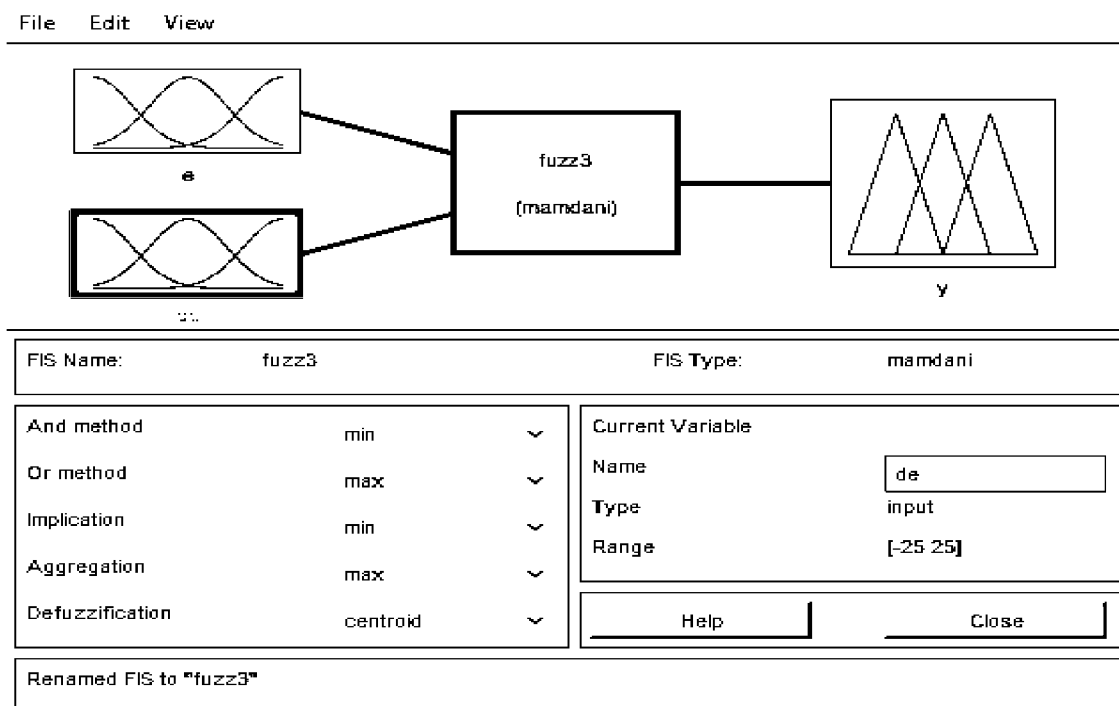 File Edit View
e
fuzz3
(mamdani)
y
FIS Name: fuzz3 FIS Type: mamdani
And method min
Or method max
Implication min
Aggregation max
Defuzzification centroid
Current Variable
Name de
Type input
Range [-25 25]
Help Close
Renamed FIS to "fuzz3"